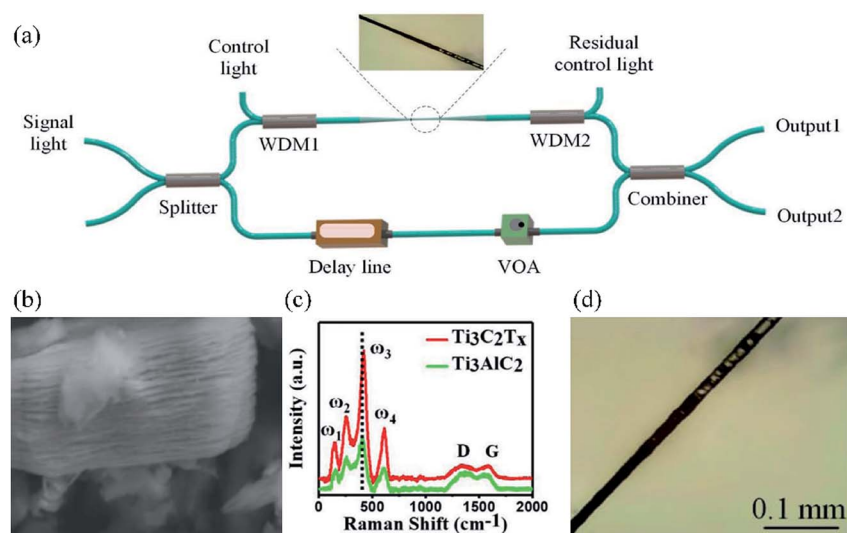 (a)
Control
light
Residual
control light
Signal
light
WDM1
WDM2
Output1
Splitter
Combiner
Output2
Delay line
VOA
(b)
(c)
(d)
Intensity (a.u.)
Ti3C2Tx
Ti3AlC2
ω1
ω2
ω3
ω4
D
G
0 500 1000 1500 2000
Raman Shift (cm-1)
0.1 mm